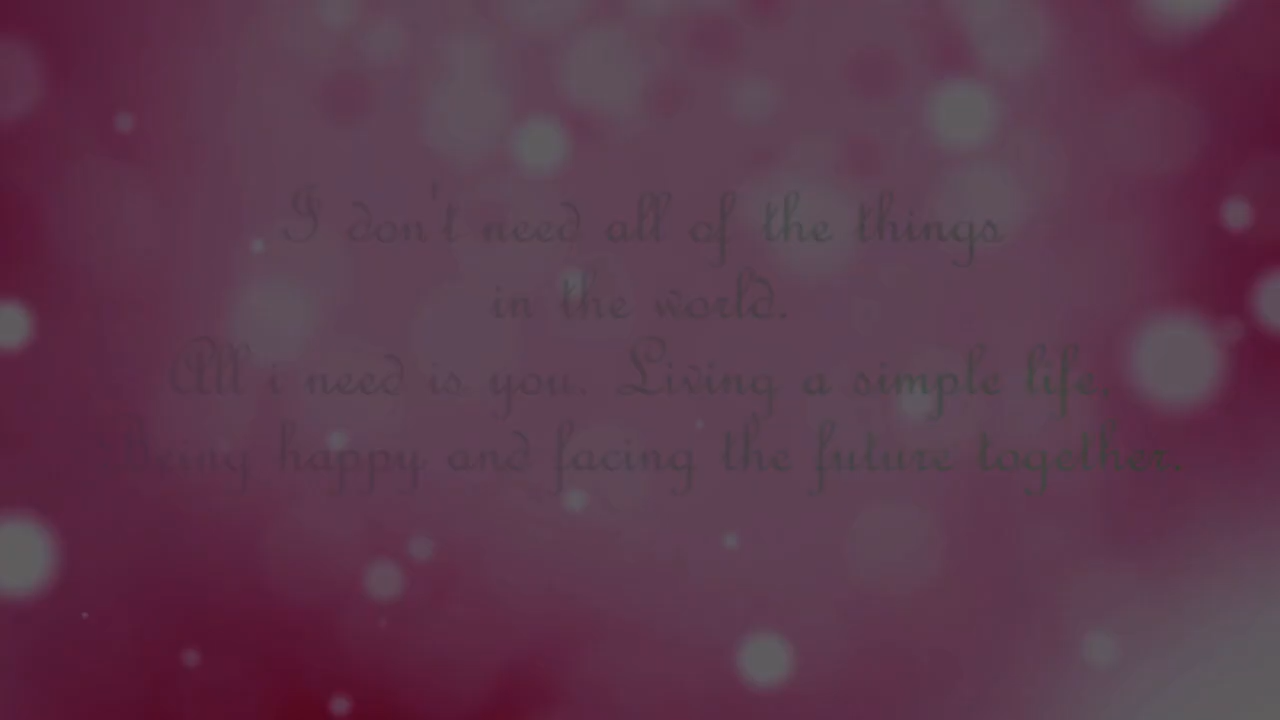 I don't need all of the things
in the world.
All i need is you. Living a simple life,
Being happy and facing the future together.